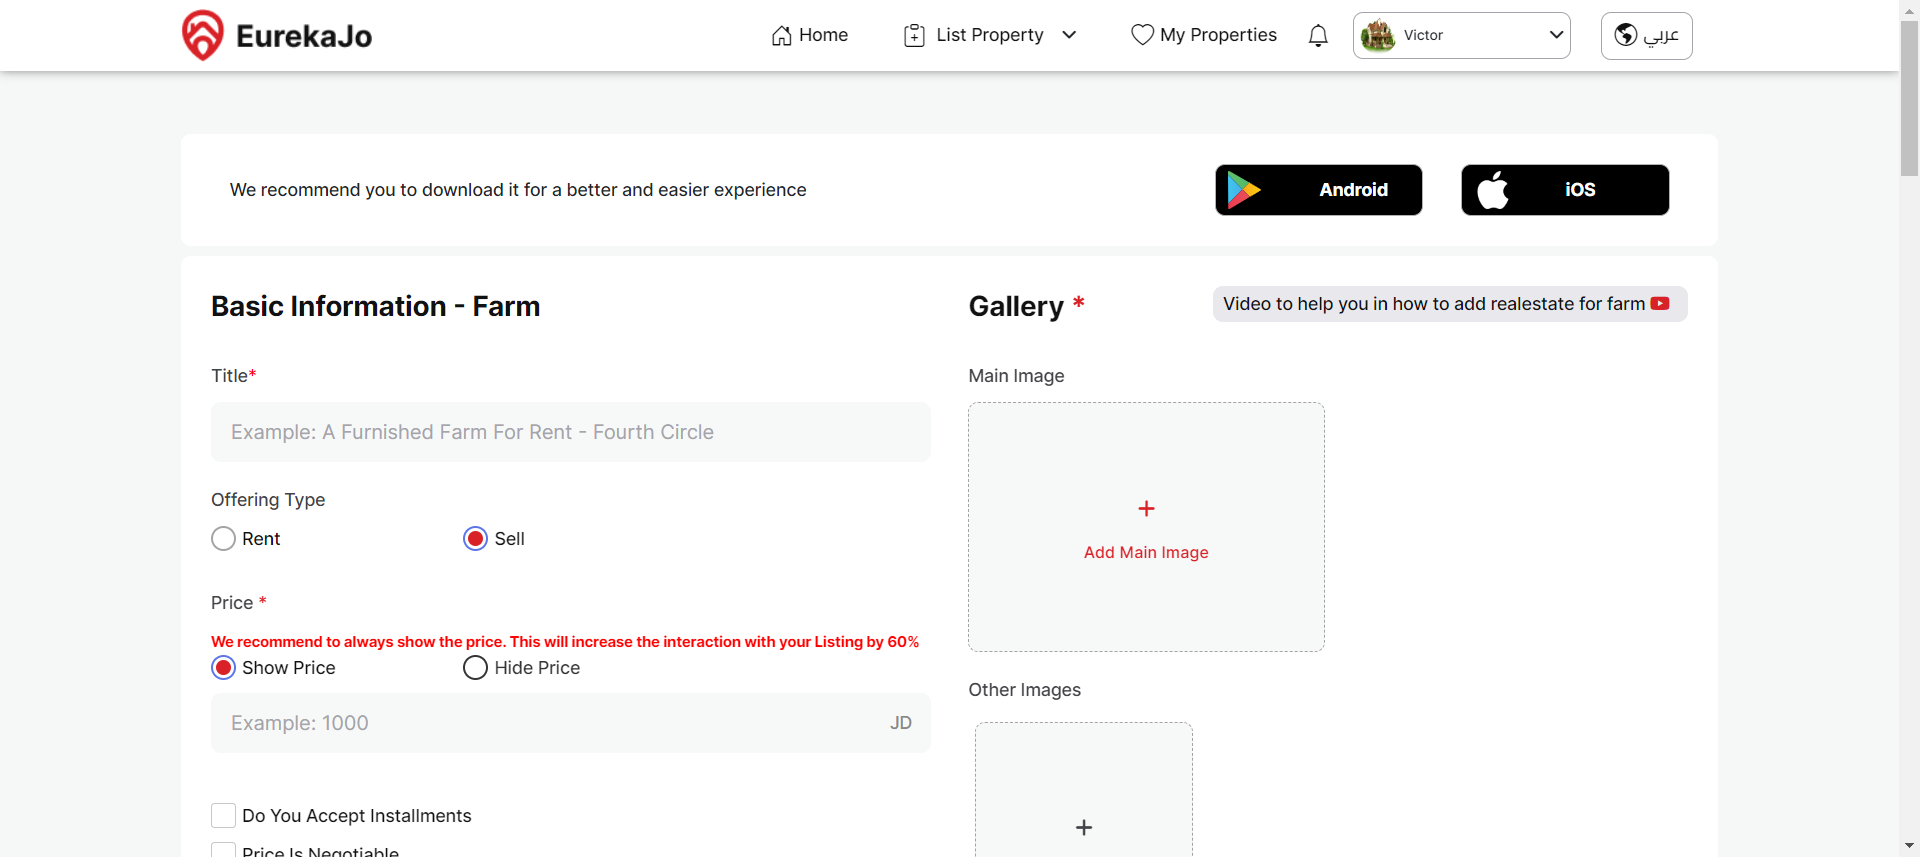 EurekaJo
Home
List Property
My Properties
Victor
عربي
We recommend you to download it for a better and easier experience
Android
iOS
Basic Information - Farm
Title*
Example: A Furnished Farm For Rent - Fourth Circle
Offering Type
Rent
Sell
Price *
We recommend to always show the price. This will increase the interaction with your Listing by 60%
Show Price
Hide Price
Example: 1000
JD
Do You Accept Installments
Price Is Negotiable
Gallery *
Video to help you in how to add realestate for farm
Main Image
+
Add Main Image
Other Images
+